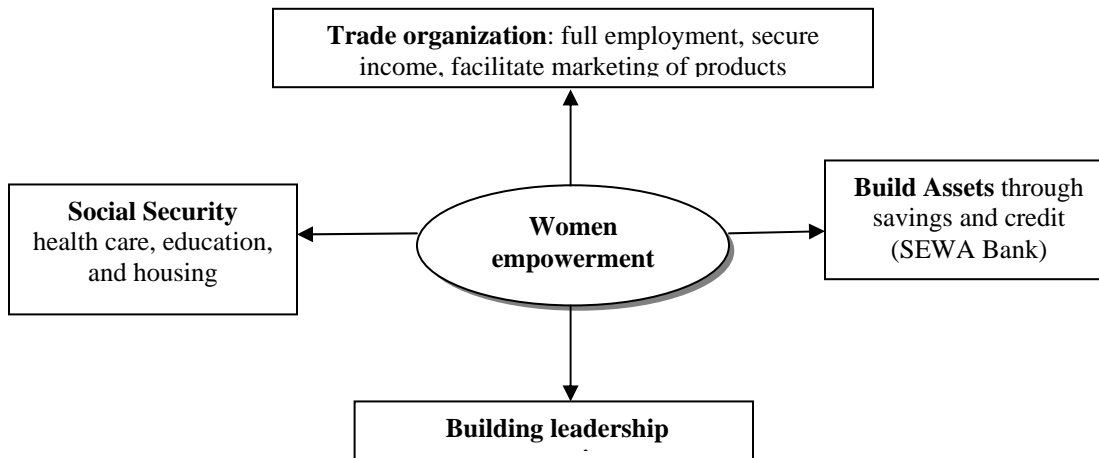 Trade organization: full employment, secure
income, facilitate marketing of products
Social Security
health care, education,
and housing
Women
empowerment
Build Assets through
savings and credit
(SEWA Bank)
Building leadership